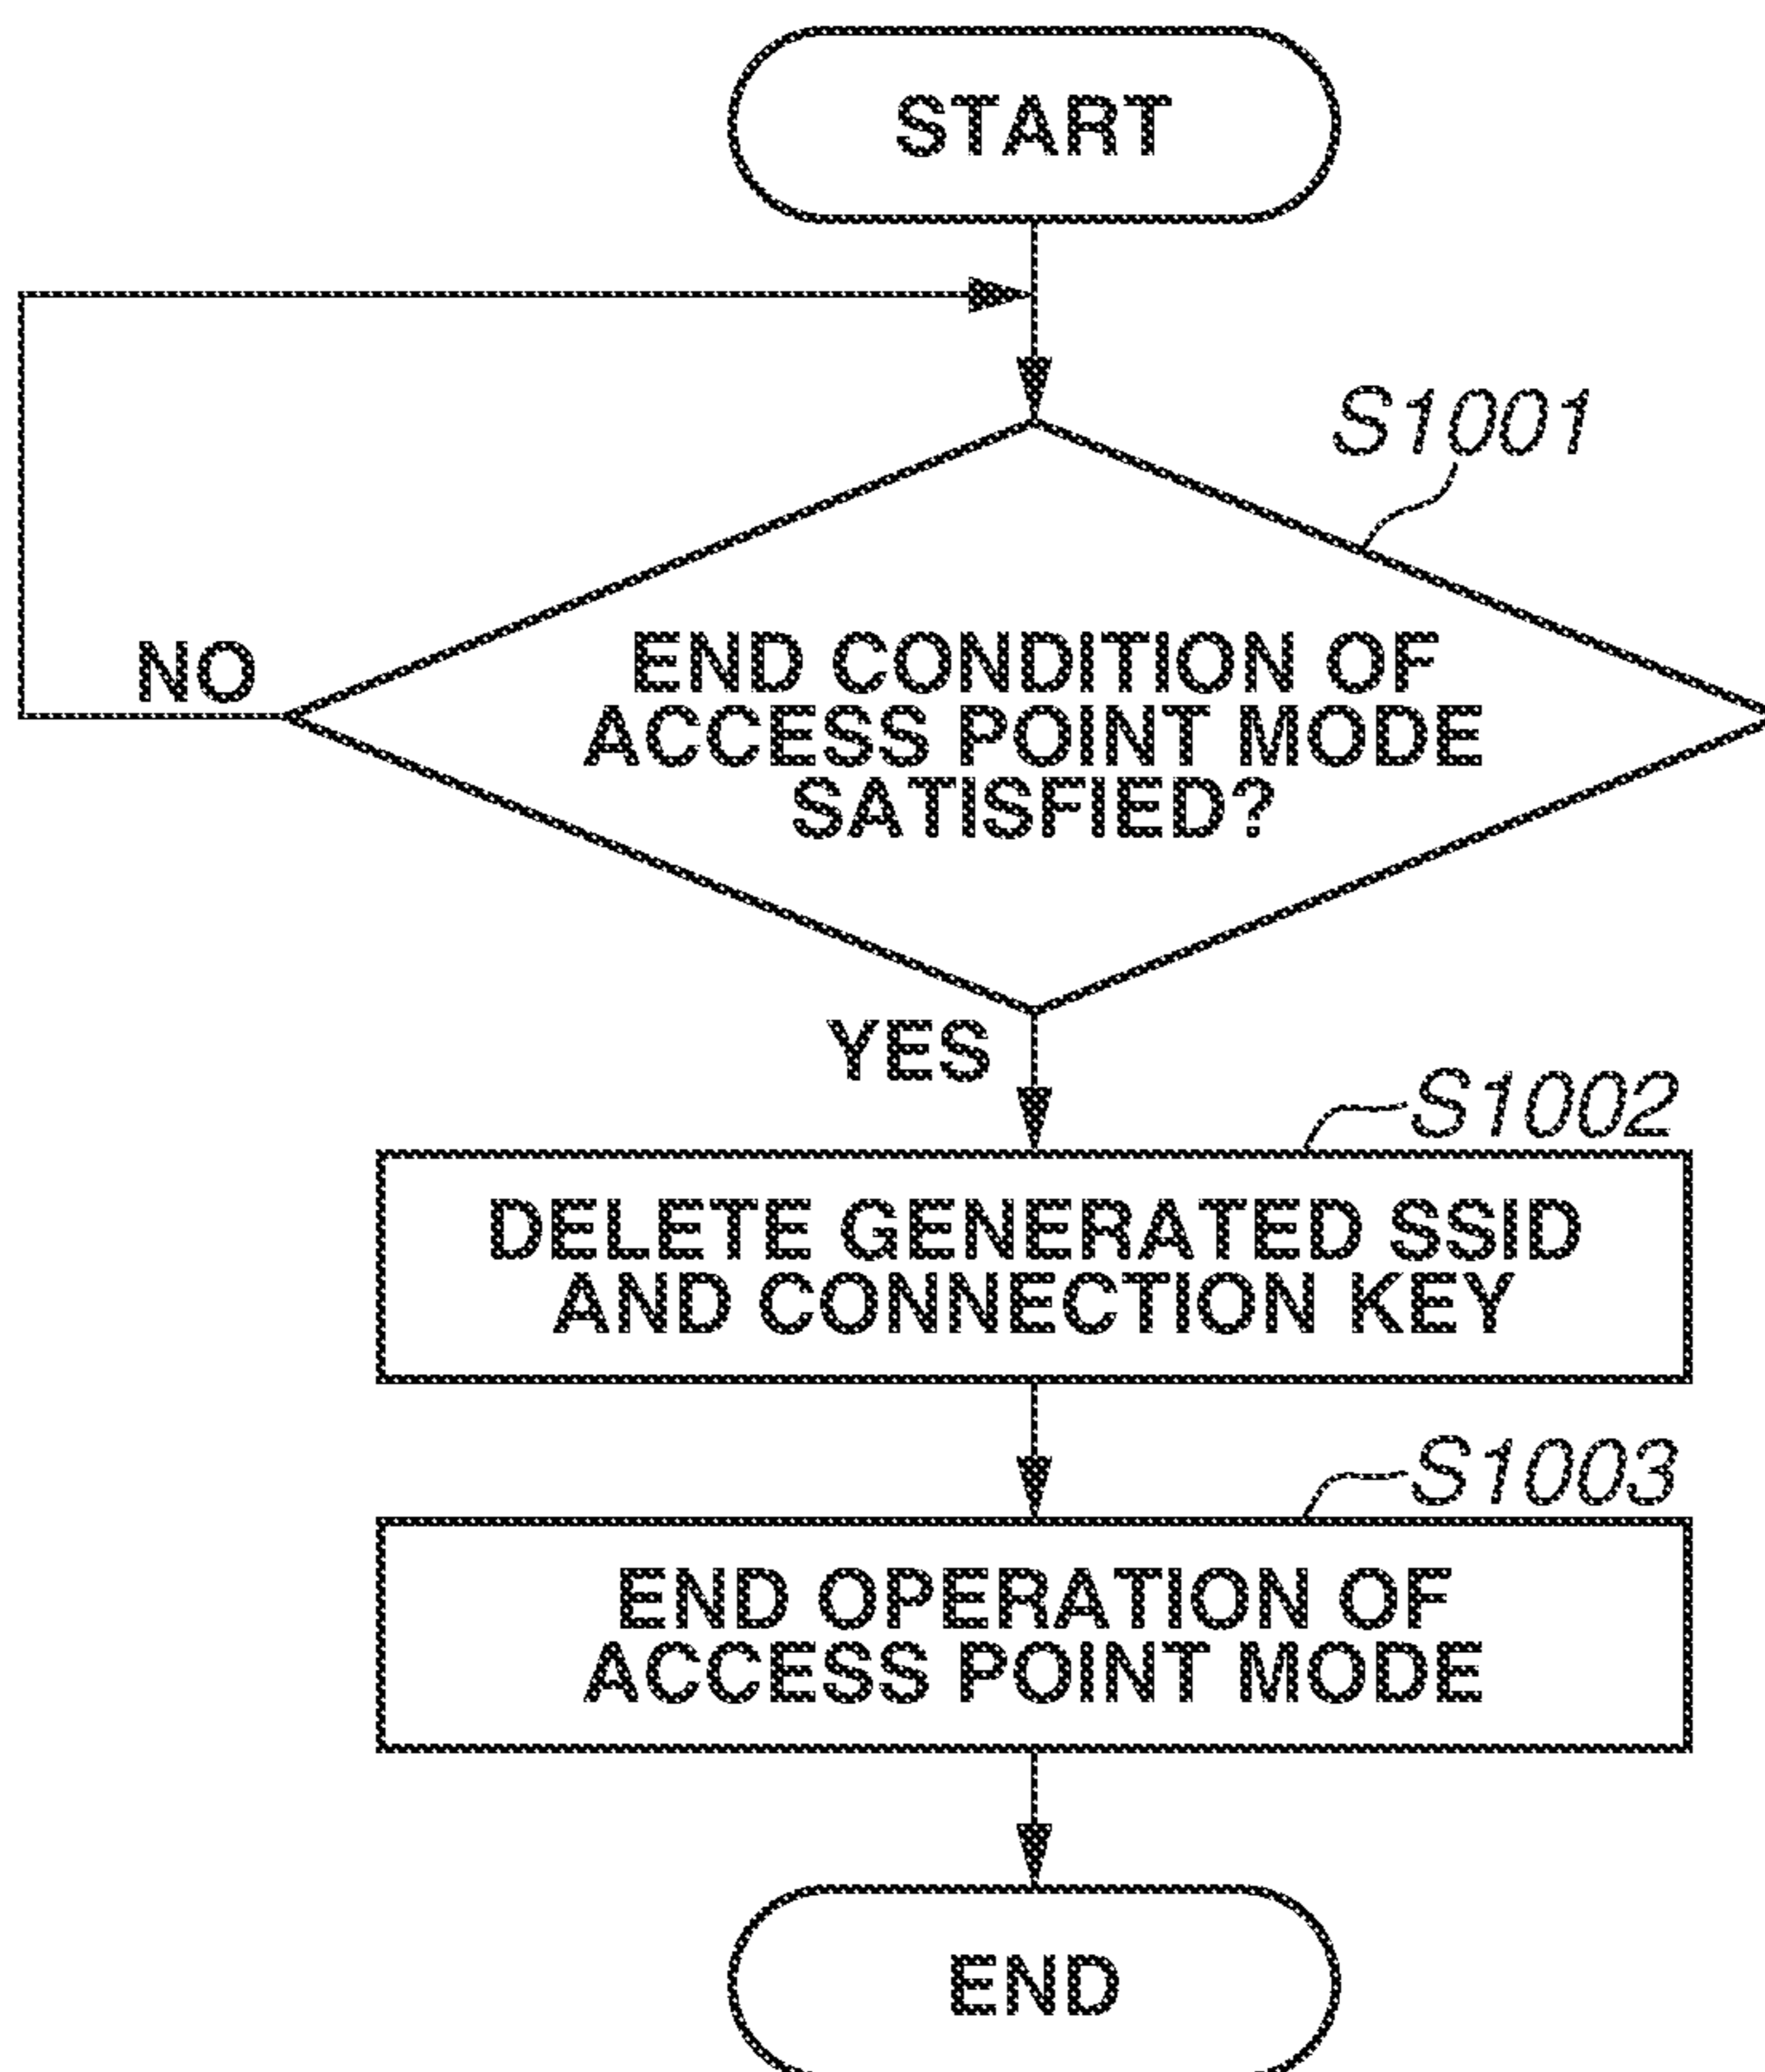 START
S1001
END CONDITION OF
ACCESS POINT MODE
SATISFIED?
NO
YES
S1002
DELETE GENERATED SSID
AND CONNECTION KEY
S1003
END OPERATION OF
ACCESS POINT MODE
END